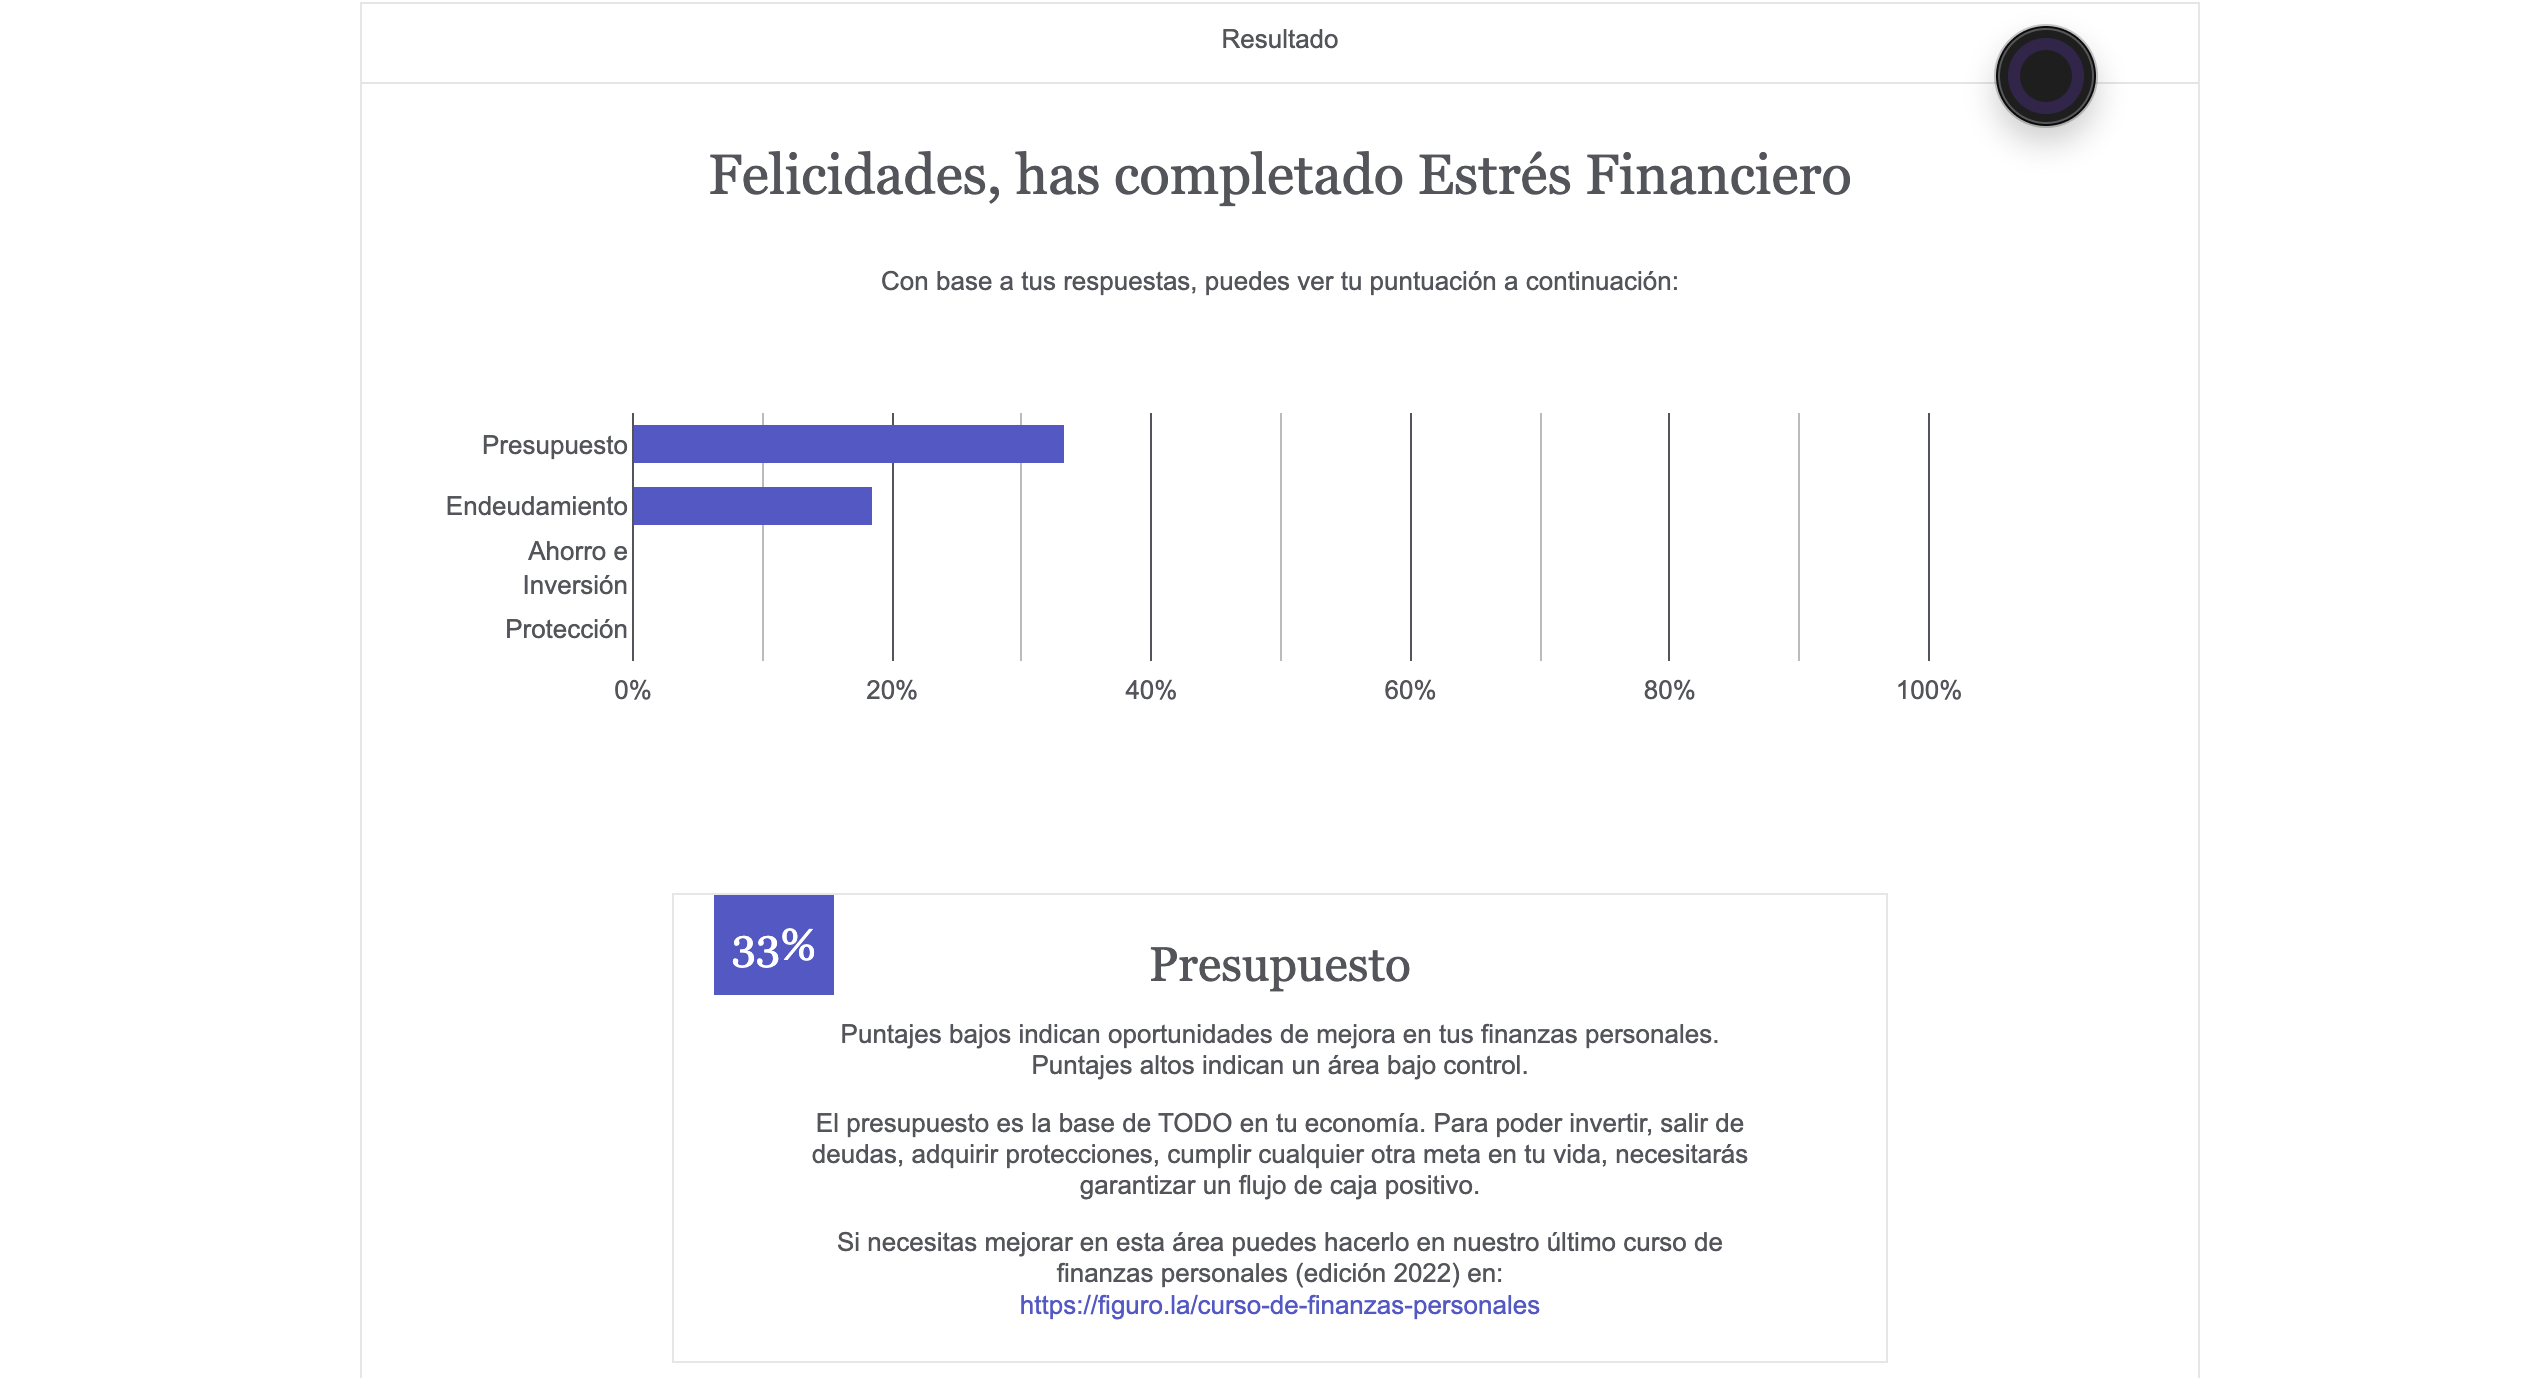 Resultado
Felicidades, has completado Estrés Financiero
Con base a tus respuestas, puedes ver tu puntuación a continuación:
Presupuesto
Endeudamiento
Ahorro e
Inversión
Protección
0% 20% 40% 60% 80% 100%
33%
Presupuesto
Puntajes bajos indican oportunidades de mejora en tus finanzas personales.
Puntajes altos indican un área bajo control.
El presupuesto es la base de TODO en tu economía. Para poder invertir, salir de
deudas, adquirir protecciones, cumplir cualquier otra meta en tu vida, necesitarás
garantizar un flujo de caja positivo.
Si necesitas mejorar en esta área puedes hacerlo en nuestro último curso de
finanzas personales (edición 2022) en:
https://figuro.la/curso-de-finanzas-personales